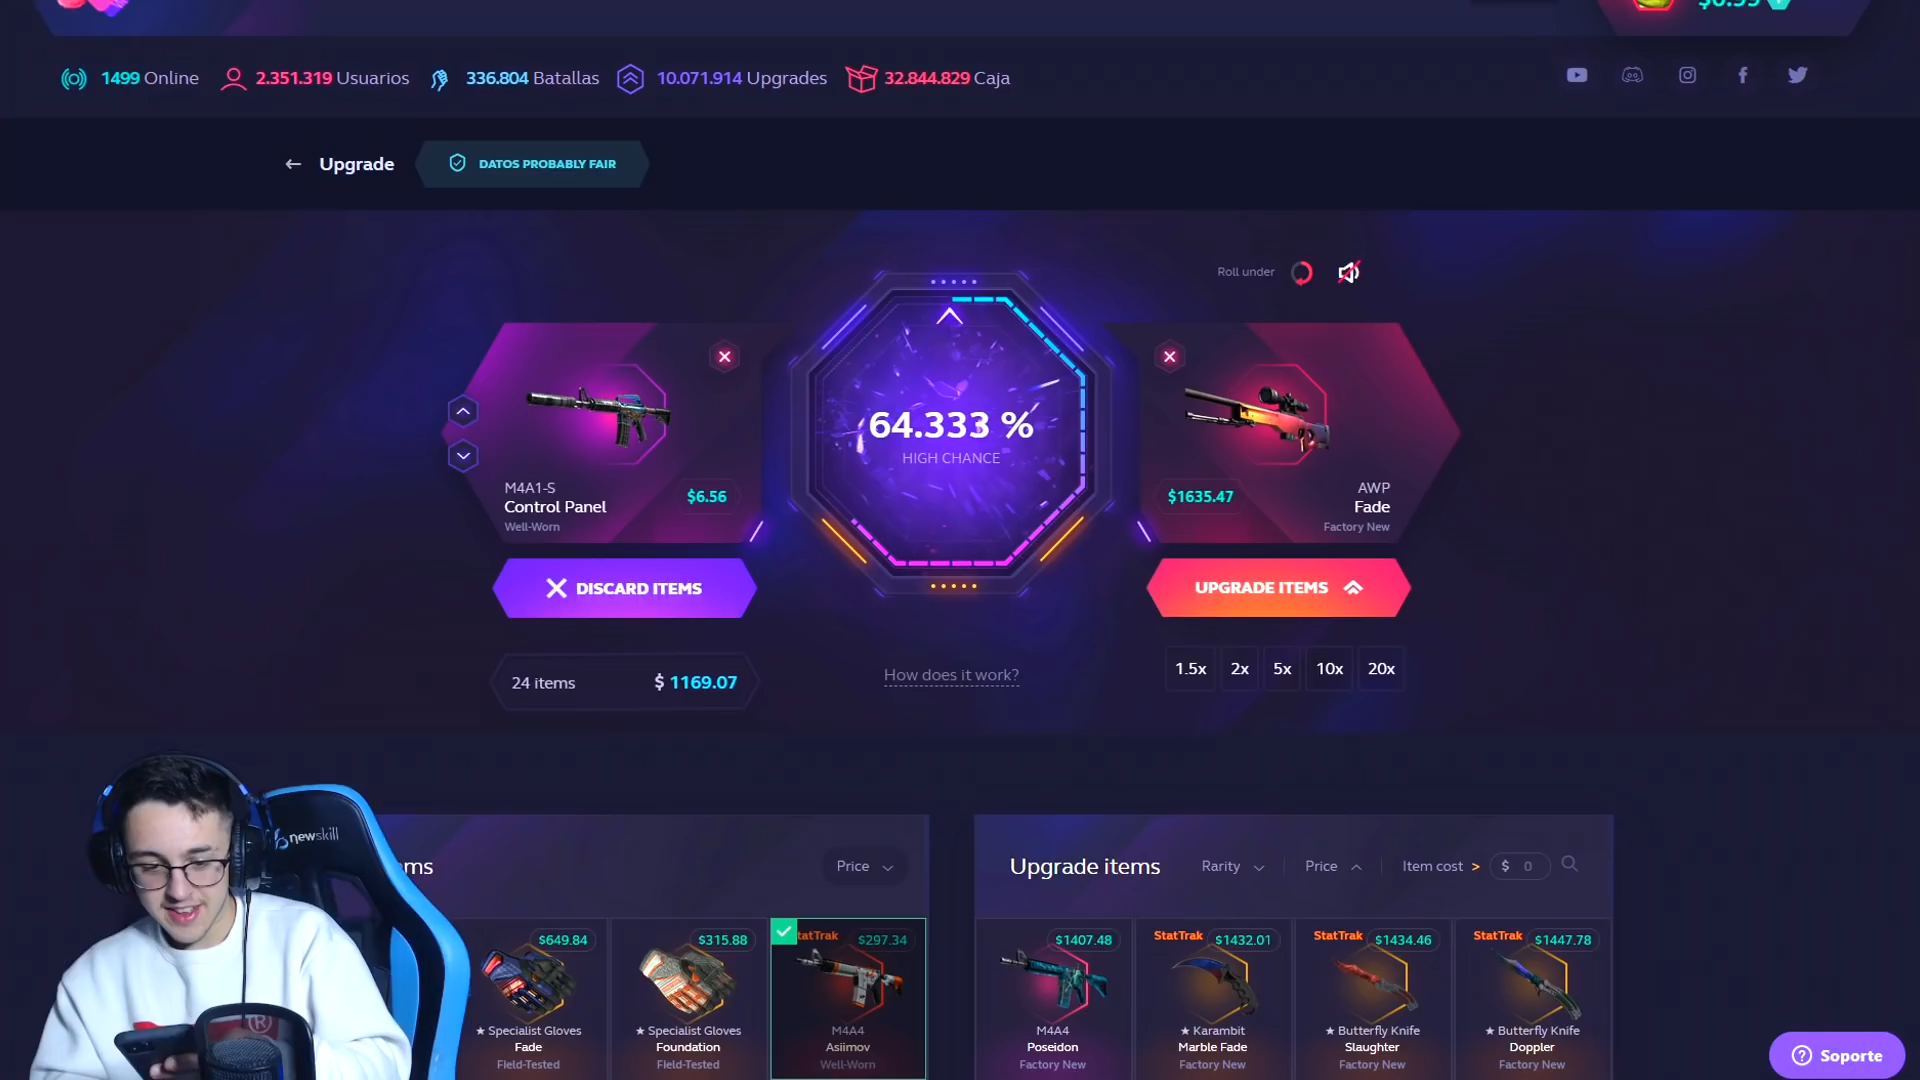 1499 Online
2.351.319 Usuarios
336.804 Batallas
10.071.914 Upgrades
32.844.829 Caja
Upgrade
DATOS PROBABLY FAIR
Roll under
64.333 %
HIGH CHANCE
M4A1-S
Control Panel
Well-Worn
$6.56
$1635.47
AWP
Fade
Factory New
DISCARD ITEMS
UPGRADE ITEMS
24 items
$ 1169.07
How does it work?
1.5x
2x
5x
10x
20x
newskill
Price
Upgrade items
Rarity
Price
Item cost >
$ 0
$649.84
★ Specialist Gloves
Fade
Field-Tested
$315.88
★ Specialist Gloves
Foundation
Field-Tested
$297.34
M4A4
Asiimov
Well-Worn
$1407.48
M4A4
Poseidon
Factory New
StatTrak
$1432.01
★ Karambit
Marble Fade
Factory New
StatTrak
$1434.46
★ Butterfly Knife
Slaughter
Factory New
StatTrak
$1447.78
★ Butterfly Knife
Doppler
Factory New
Soporte